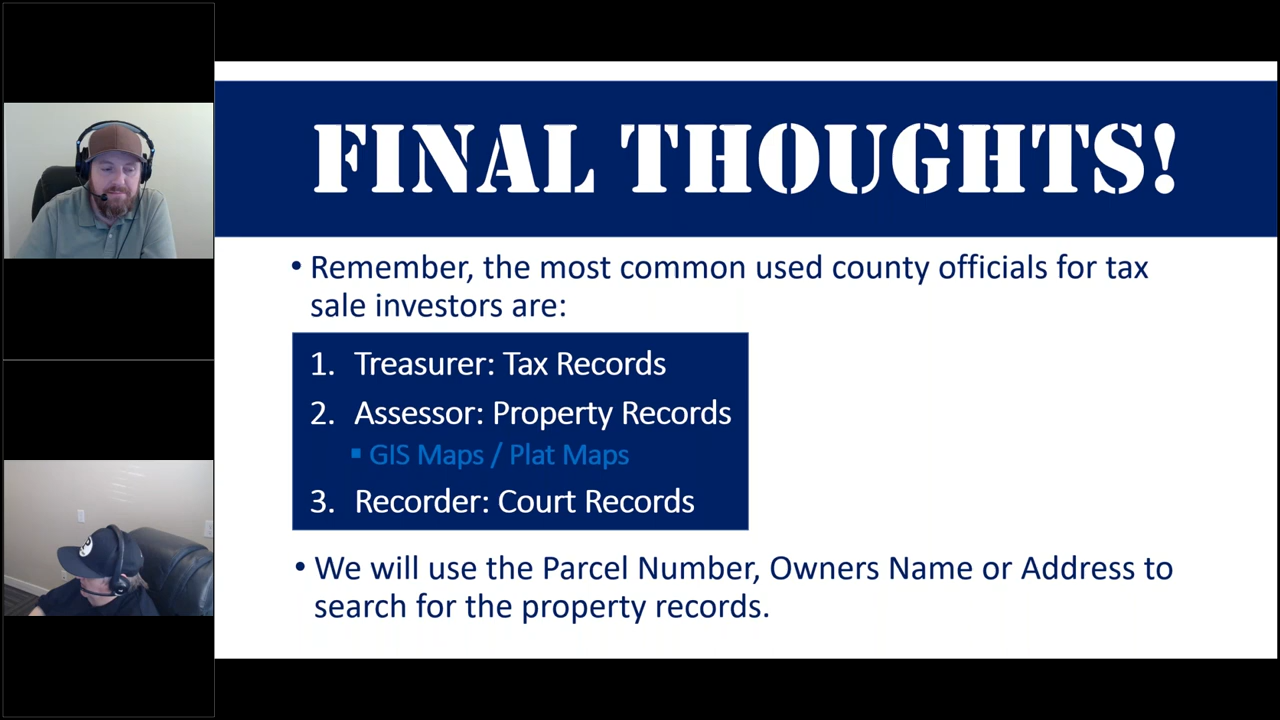 FINAL THOUGHTS!
• Remember, the most common used county officials for tax
sale investors are:
1. Treasurer: Tax Records
2. Assessor: Property Records
▪ GIS Maps / Plat Maps
3. Recorder: Court Records
• We will use the Parcel Number, Owners Name or Address to
search for the property records.